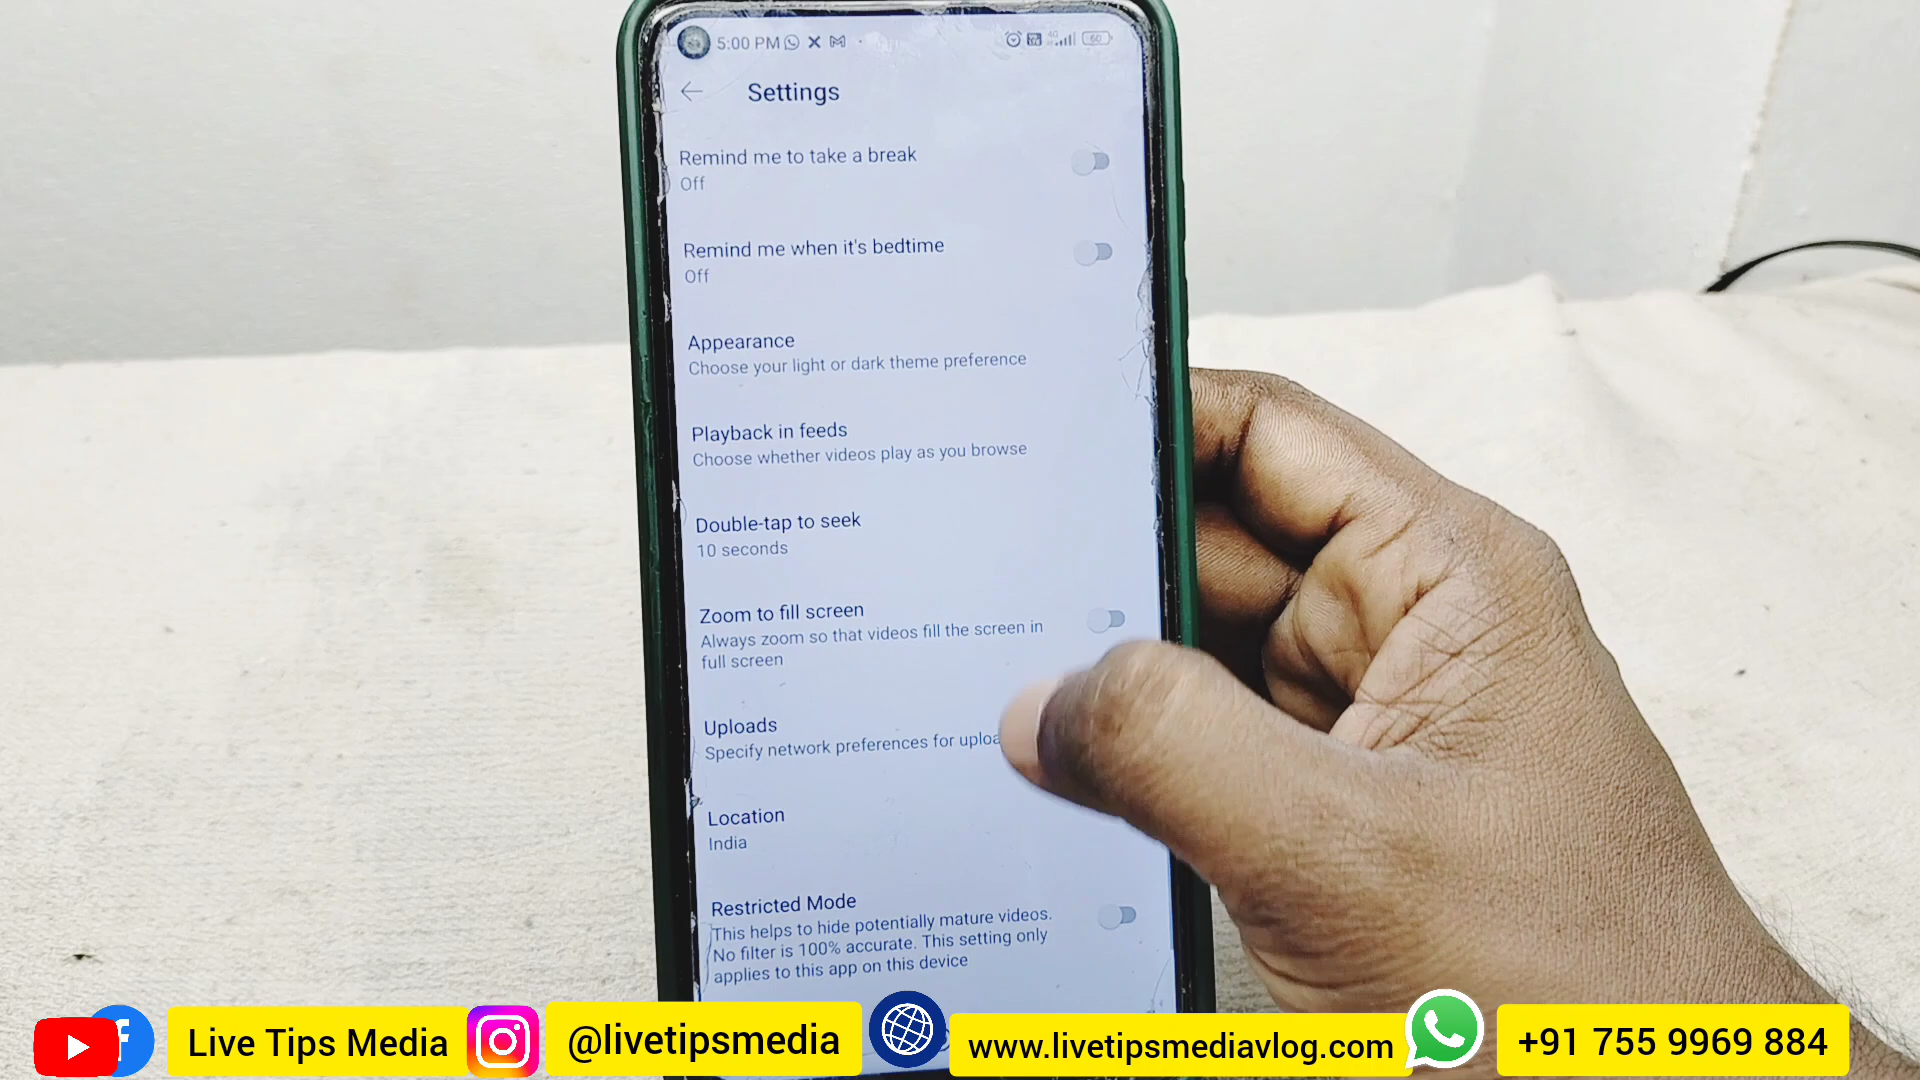 5:00 PM
4G
60
Settings
Remind me to take a break
Off
Remind me when it's bedtime
Off
Appearance
Choose your light or dark theme preference
Playback in feeds
Choose whether videos play as you browse
Double-tap to seek
10 seconds
Zoom to fill screen
Always zoom so that videos fill the screen in
full screen
Uploads
Specify network preferences for uploa
Location
India
Restricted Mode
This helps to hide potentially mature videos.
No filter is 100% accurate. This setting only
applies to this app on this device
Live Tips Media
@livetipsmedia
www.livetipsmediavlog.com
+91 755 9969 884